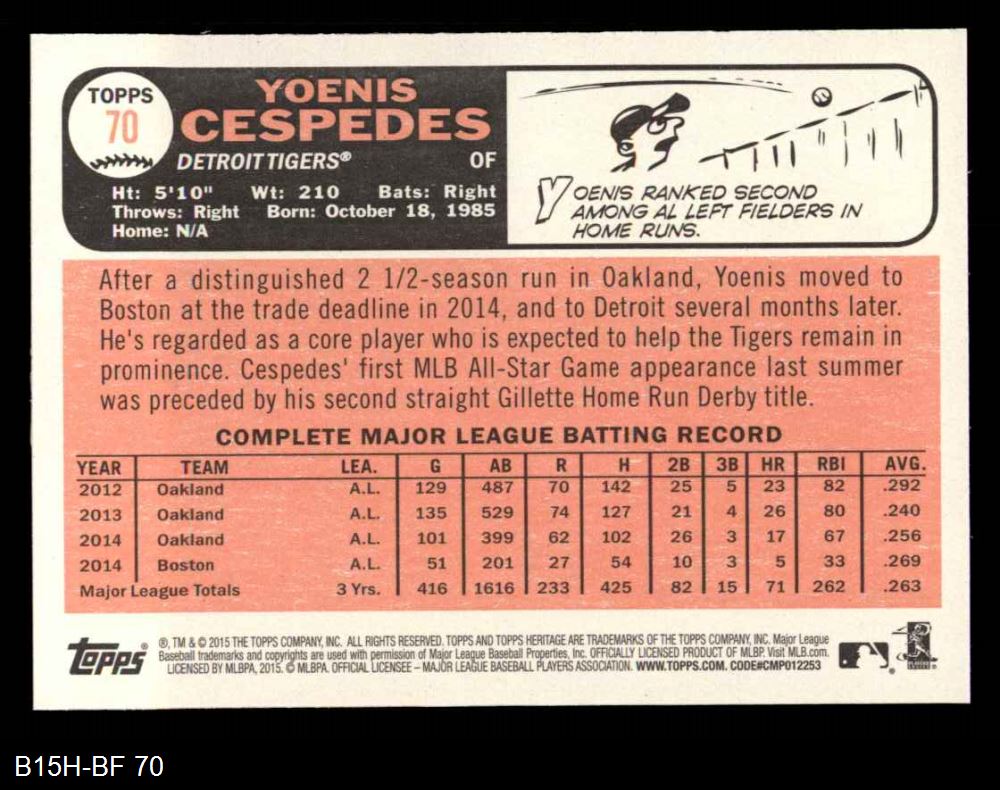 TOPPS
70
YOENIS
CESPEDES
DETROIT TIGERS® OF
Ht: 5'10" Wt: 210 Bats: Right
Throws: Right Born: October 18, 1985
Home: N/A
YOENIS RANKED SECOND
AMONG AL LEFT FIELDERS IN
HOME RUNS.
After a distinguished 2 1/2-season run in Oakland, Yoenis moved to
Boston at the trade deadline in 2014, and to Detroit several months later.
He's regarded as a core player who is expected to help the Tigers remain in
prominence. Cespedes' first MLB All-Star Game appearance last summer
was preceded by his second straight Gillette Home Run Derby title.
COMPLETE MAJOR LEAGUE BATTING RECORD
YEAR TEAM LEA. G AB R H 2B 3B HR RBI AVG.
2012 Oakland A.L. 129 487 70 142 25 5 23 82 .292
2013 Oakland A.L. 135 529 74 127 21 4 26 80 .240
2014 Oakland A.L. 101 399 62 102 26 3 17 67 .256
2014 Boston A.L. 51 201 27 54 10 3 5 33 .269
Major League Totals 3 Yrs. 416 1616 233 425 82 15 71 262 .263
topps®
®, TM & © 2015 THE TOPPS COMPANY, INC. ALL RIGHTS RESERVED. TOPPS AND TOPPS HERITAGE ARE TRADEMARKS OF THE TOPPS COMPANY, INC. Major League
Baseball trademarks and copyrights are used with permission of Major League Baseball Properties, Inc. OFFICIALLY LICENSED PRODUCT OF MLBP. Visit MLB.com.
LICENSED BY MLBPA, 2015. © MLBPA. OFFICIAL LICENSEE – MAJOR LEAGUE BASEBALL PLAYERS ASSOCIATION. WWW.TOPPS.COM. CODE#CMP012253
B15H-BF 70